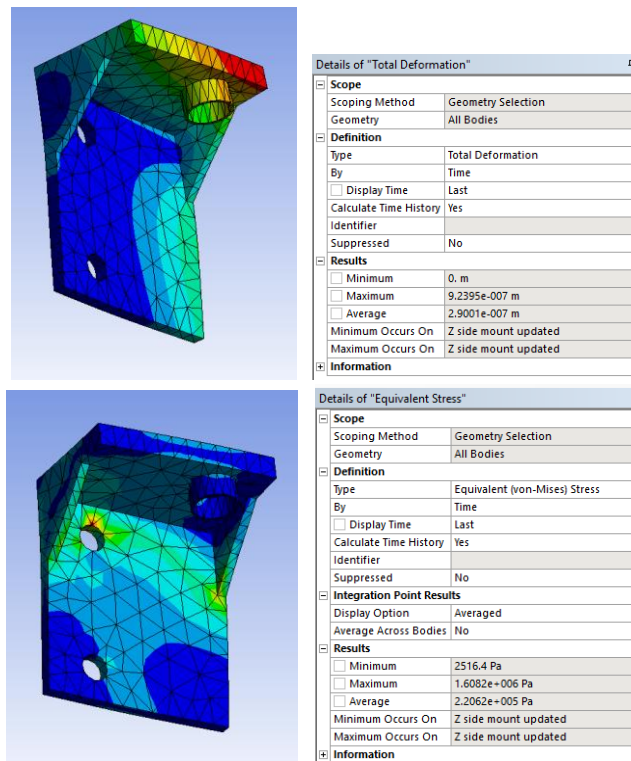 Details of "Total Deformation"
Scope
Scoping Method Geometry Selection
Geometry All Bodies
Definition
Type Total Deformation
By Time
Display Time Last
Calculate Time History Yes
Identifier
Suppressed No
Results
Minimum 0. m
Maximum 9.2395e-007 m
Average 2.9001e-007 m
Minimum Occurs On Z side mount updated
Maximum Occurs On Z side mount updated
Information
Details of "Equivalent Stress"
Scope
Scoping Method Geometry Selection
Geometry All Bodies
Definition
Type Equivalent (von-Mises) Stress
By Time
Display Time Last
Calculate Time History Yes
Identifier
Suppressed No
Integration Point Results
Display Option Averaged
Average Across Bodies No
Results
Minimum 2516.4 Pa
Maximum 1.6082e+006 Pa
Average 2.2062e+005 Pa
Minimum Occurs On Z side mount updated
Maximum Occurs On Z side mount updated
Information